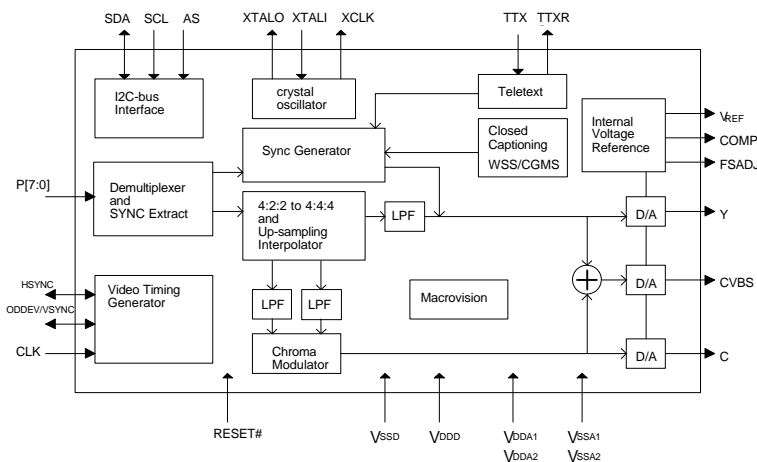 SDA SCL AS XTALO XTALI XCLK TTX TTXR
I2C-bus
Interface
crystal
oscillator
Teletext
Internal
Voltage
Reference
VREF
COMP
FSADJ
Sync Generator
Closed
Captioning
WSS/CGMS
P[7:0]
Demultiplexer
and
SYNC Extract
4:2:2 to 4:4:4
and
Up-sampling
Interpolator
LPF
D/A
Y
HSYNC
ODDEV/VSYNC
CLK
Video Timing
Generator
LPF
LPF
Macrovision
+
D/A
CVBS
Chroma
Modulator
D/A
C
RESET#
VSSD
VDDD
VDDA1
VDDA2
VSSA1
VSSA2